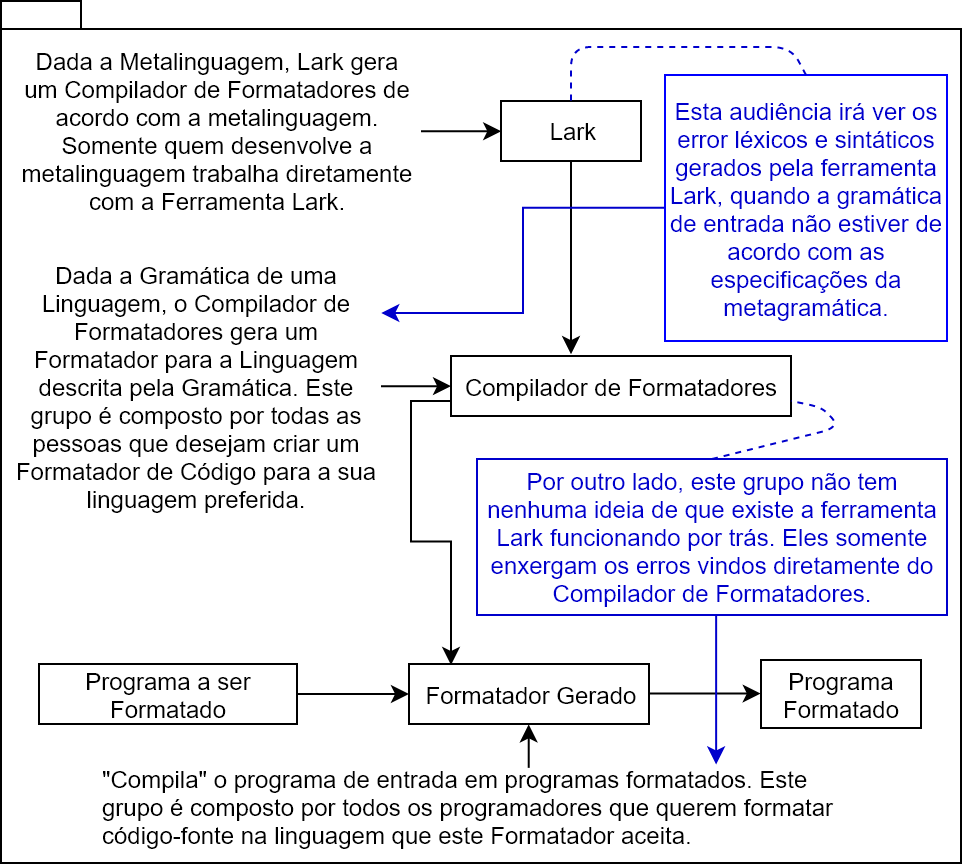 Dada a Metalinguagem, Lark gera
um Compilador de Formatadores de
acordo com a metalinguagem.
Somente quem desenvolve a
metalinguagem trabalha diretamente
com a Ferramenta Lark.
Lark
Esta audiência irá ver os
error léxicos e sintáticos
gerados pela ferramenta
Lark, quando a gramática
de entrada não estiver de
acordo com as
especificações da
metagramática.
Dada a Gramática de uma
Linguagem, o Compilador de
Formatadores gera um
Formatador para a Linguagem
descrita pela Gramática. Este
grupo é composto por todas as
pessoas que desejam criar um
Formatador de Código para a sua
linguagem preferida.
Compilador de Formatadores
Por outro lado, este grupo não tem
nenhuma ideia de que existe a ferramenta
Lark funcionando por trás. Eles somente
enxergam os erros vindos diretamente do
Compilador de Formatadores.
Programa a ser
Formatado
Formatador Gerado
Programa
Formatado
"Compila" o programa de entrada em programas formatados. Este
grupo é composto por todos os programadores que querem formatar
código-fonte na linguagem que este Formatador aceita.